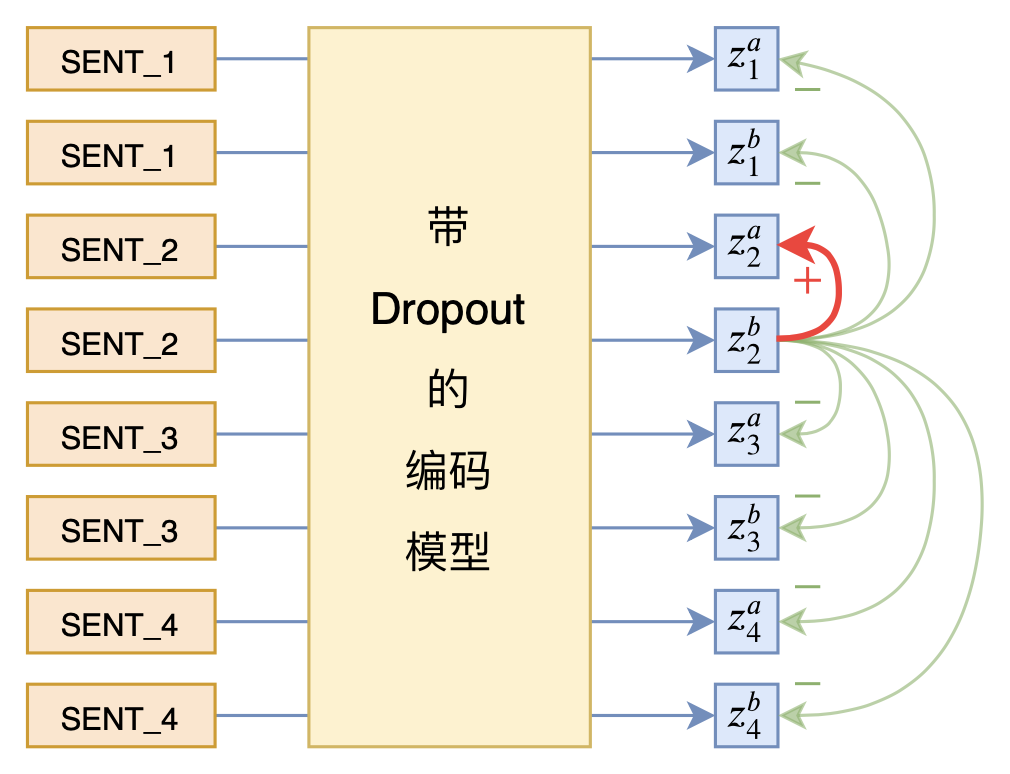 SENT_1
z_1^a
−
SENT_1
z_1^b
−
SENT_2
z_2^a
+
SENT_2
z_2^b
SENT_3
z_3^a
−
SENT_3
z_3^b
−
SENT_4
z_4^a
−
SENT_4
z_4^b
−
带
Dropout
的
编码
模型